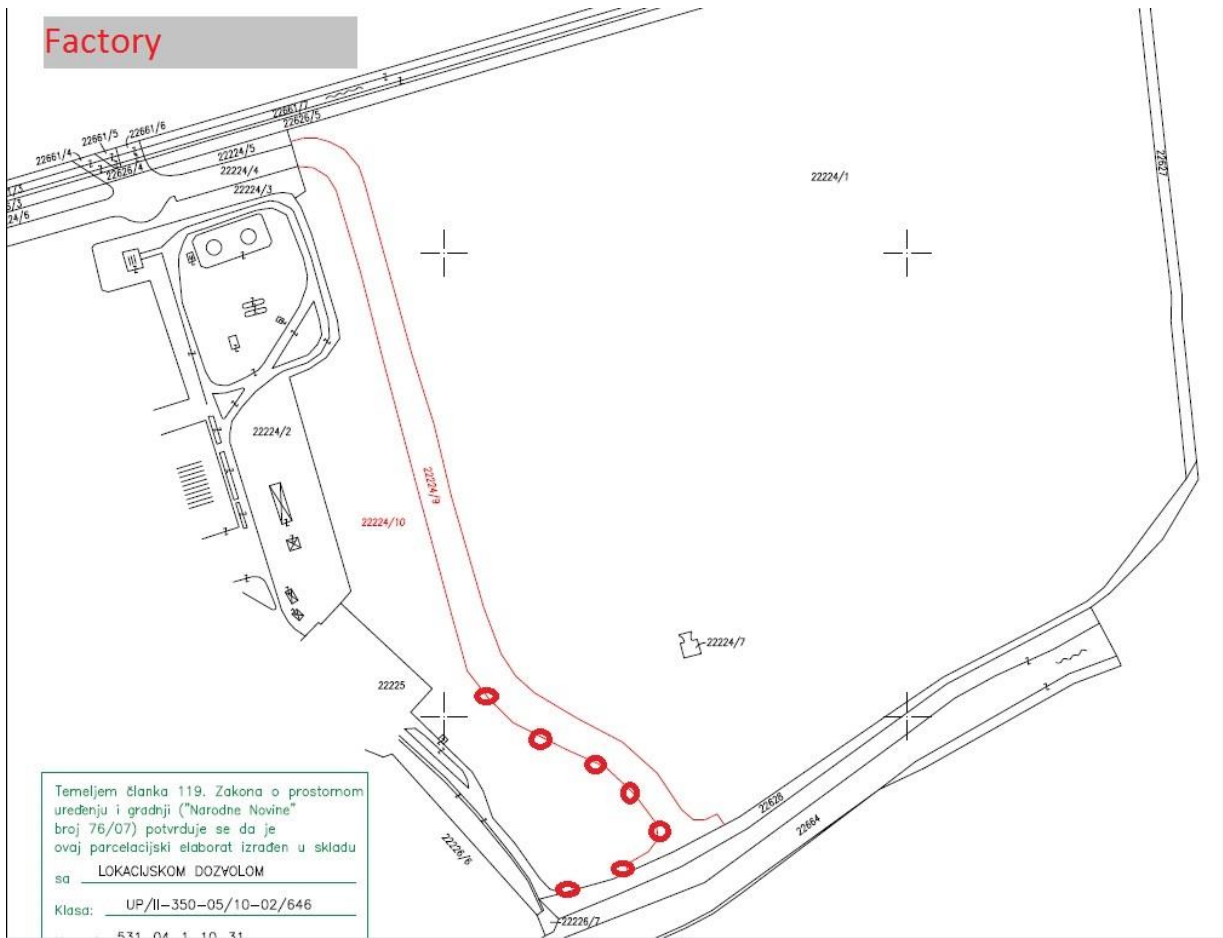 Factory
22661/7
22626/5
22661/6
22661/5
22661/4
22626/4
22224/5
22224/4
22224/3
22224/1
22627
22224/2
22224/9
22224/10
22224/7
22225
22628
22664
22226/6
22226/7
Temeljem članka 119. Zakona o prostornom
uređenju i gradnji ("Narodne Novine"
broj 76/07) potvrđuje se da je
ovaj parcelacijski elaborat izrađen u skladu
sa LOKACIJSKOM DOZVOLOM
Klasa: UP/II-350-05/10-02/646